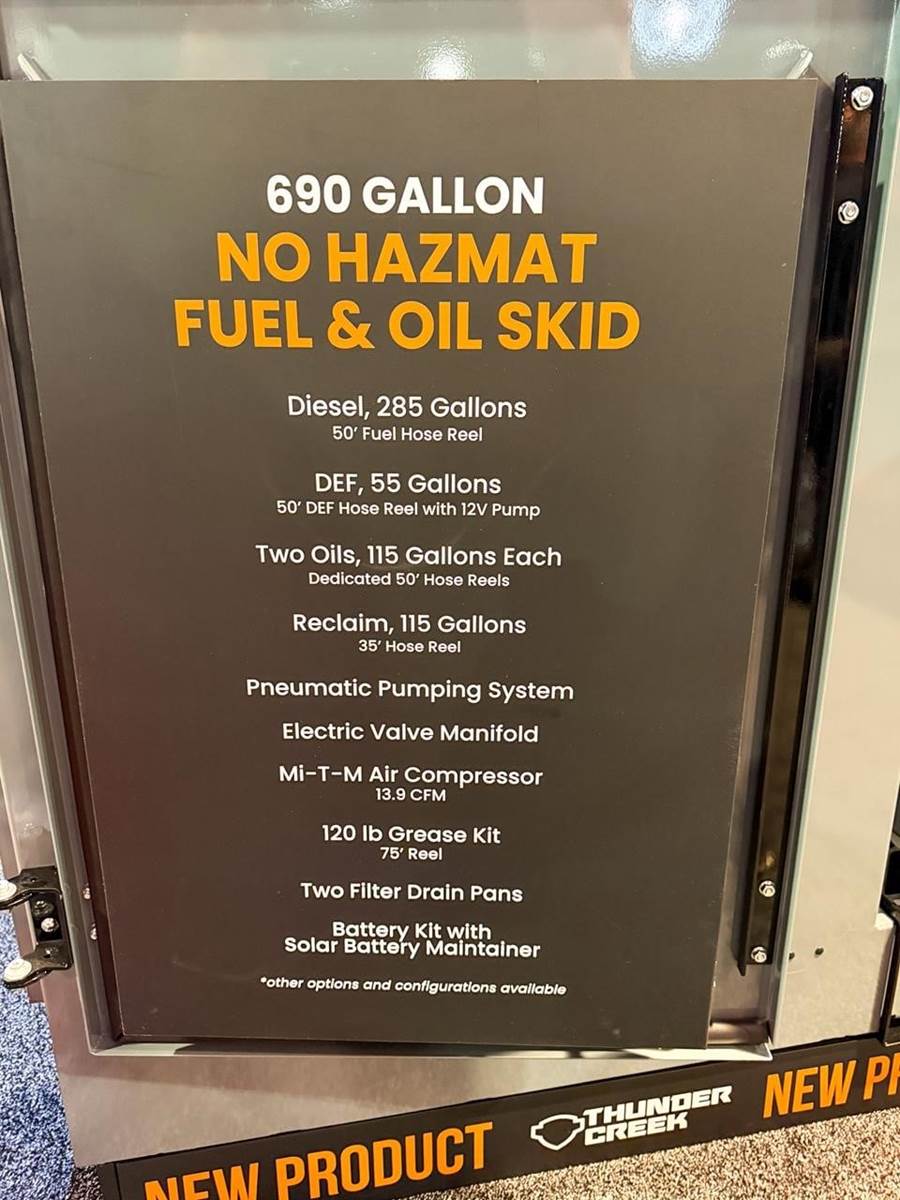 690 GALLON
NO HAZMAT
FUEL & OIL SKID
Diesel, 285 Gallons
50’ Fuel Hose Reel
DEF, 55 Gallons
50’ DEF Hose Reel with 12V Pump
Two Oils, 115 Gallons Each
Dedicated 50’ Hose Reels
Reclaim, 115 Gallons
35’ Hose Reel
Pneumatic Pumping System
Electric Valve Manifold
Mi-T-M Air Compressor
13.9 CFM
120 lb Grease Kit
75’ Reel
Two Filter Drain Pans
Battery Kit with
Solar Battery Maintainer
*other options and configurations available
NEW PRODUCT
THUNDER
CREEK
NEW